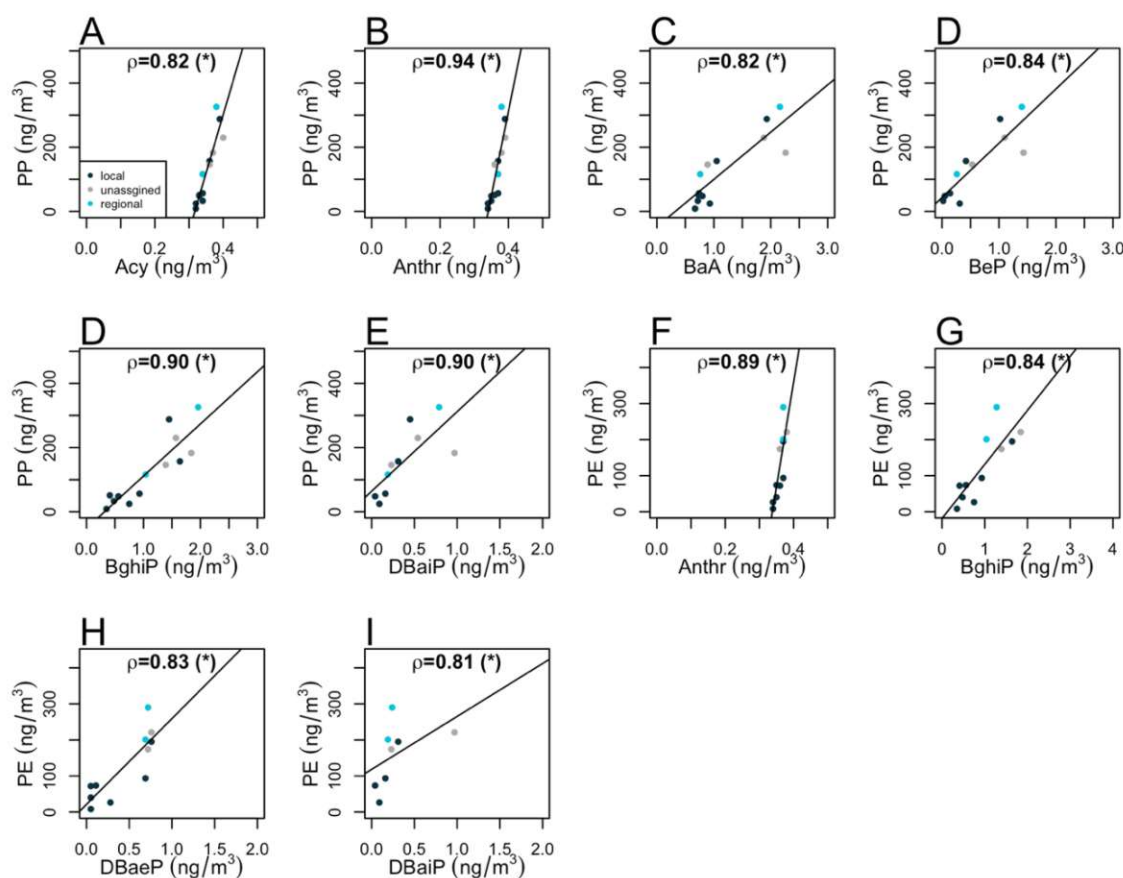 A
ρ=0.82 (*)
PP (ng/m³)
0 200 400
local
unassgined
regional
0.0 0.2 0.4
Acy (ng/m³)
B
ρ=0.94 (*)
PP (ng/m³)
0 200 400
0.0 0.2 0.4
Anthr (ng/m³)
C
ρ=0.82 (*)
PP (ng/m³)
0 200 400
0.0 1.0 2.0 3.0
BaA (ng/m³)
D
ρ=0.84 (*)
PP (ng/m³)
0 200 400
0.0 1.0 2.0 3.0
BeP (ng/m³)
D
ρ=0.90 (*)
PP (ng/m³)
0 200 400
0.0 1.0 2.0 3.0
BghiP (ng/m³)
E
ρ=0.90 (*)
PP (ng/m³)
0 200 400
0.0 0.5 1.0 1.5 2.0
DBaiP (ng/m³)
F
ρ=0.89 (*)
PE (ng/m³)
0 100 300
0.0 0.2 0.4
Anthr (ng/m³)
G
ρ=0.84 (*)
PE (ng/m³)
0 100 300
0 1 2 3 4
BghiP (ng/m³)
H
ρ=0.83 (*)
PE (ng/m³)
0 100 300
0.0 0.5 1.0 1.5 2.0
DBaeP (ng/m³)
I
ρ=0.81 (*)
PE (ng/m³)
0 100 300
0.0 0.5 1.0 1.5 2.0
DBaiP (ng/m³)